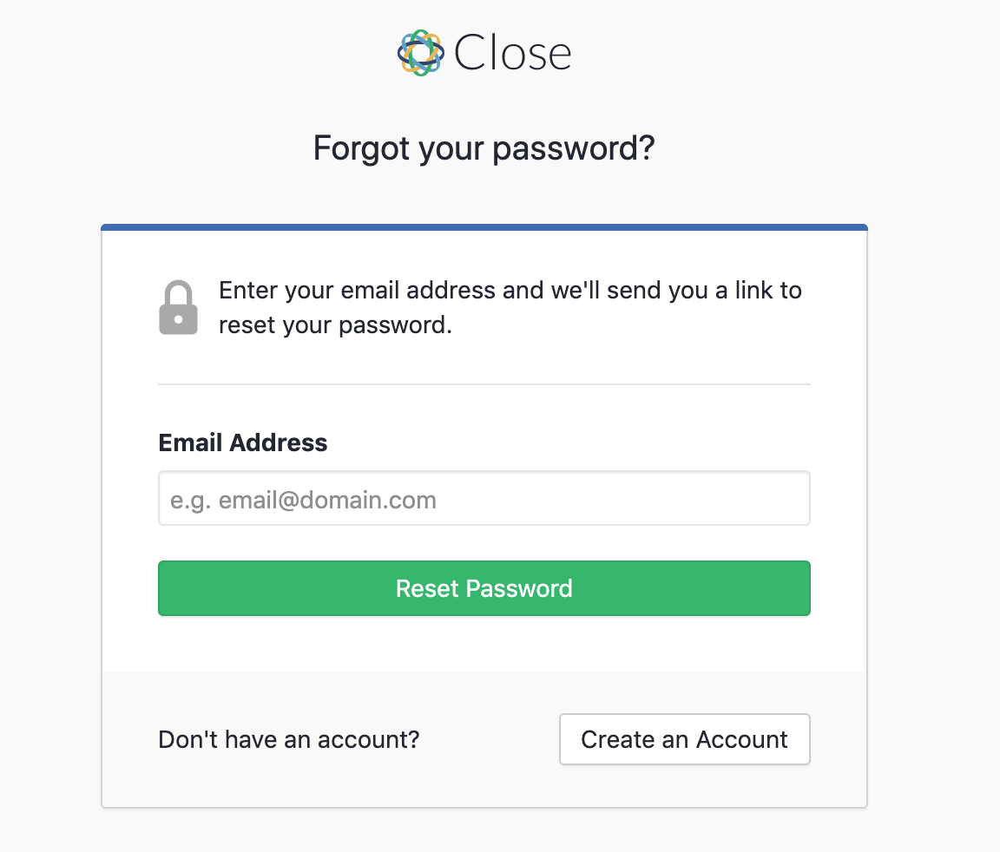 Close
Forgot your password?
Enter your email address and we'll send you a link to
reset your password.
Email Address
e.g. email@domain.com
Reset Password
Don't have an account?
Create an Account